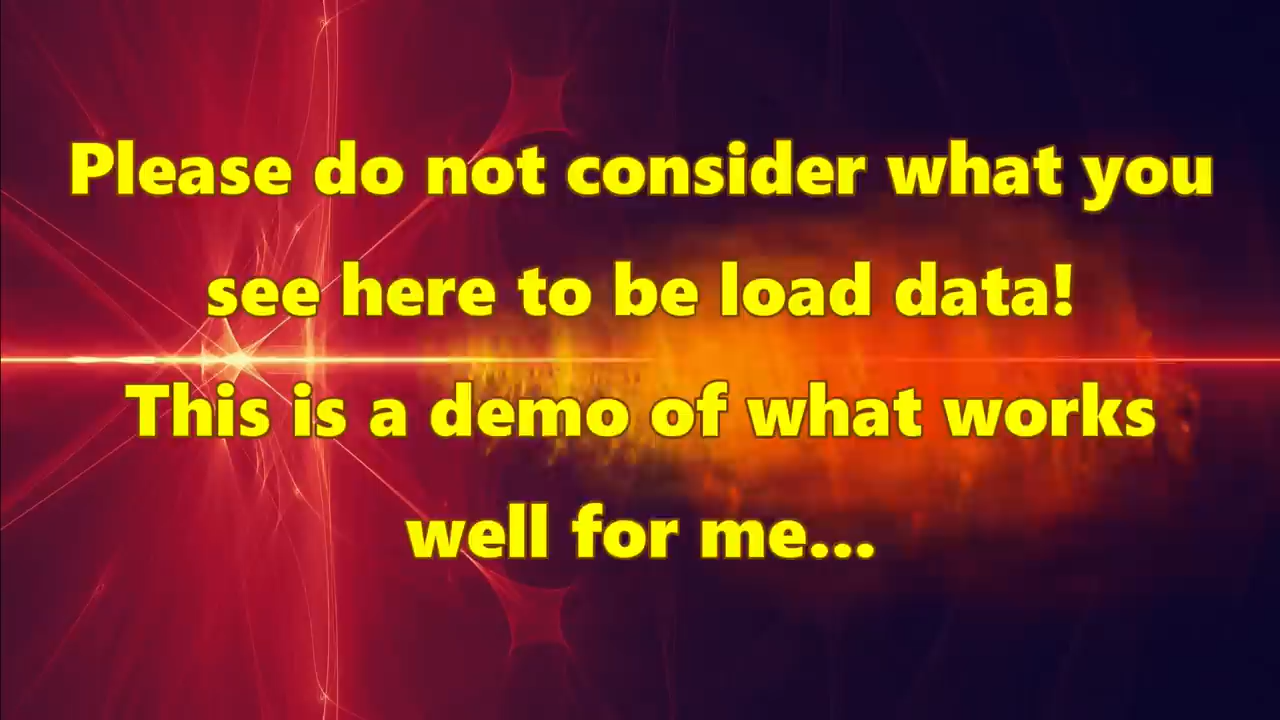 Please do not consider what you
see here to be load data!
This is a demo of what works
well for me...